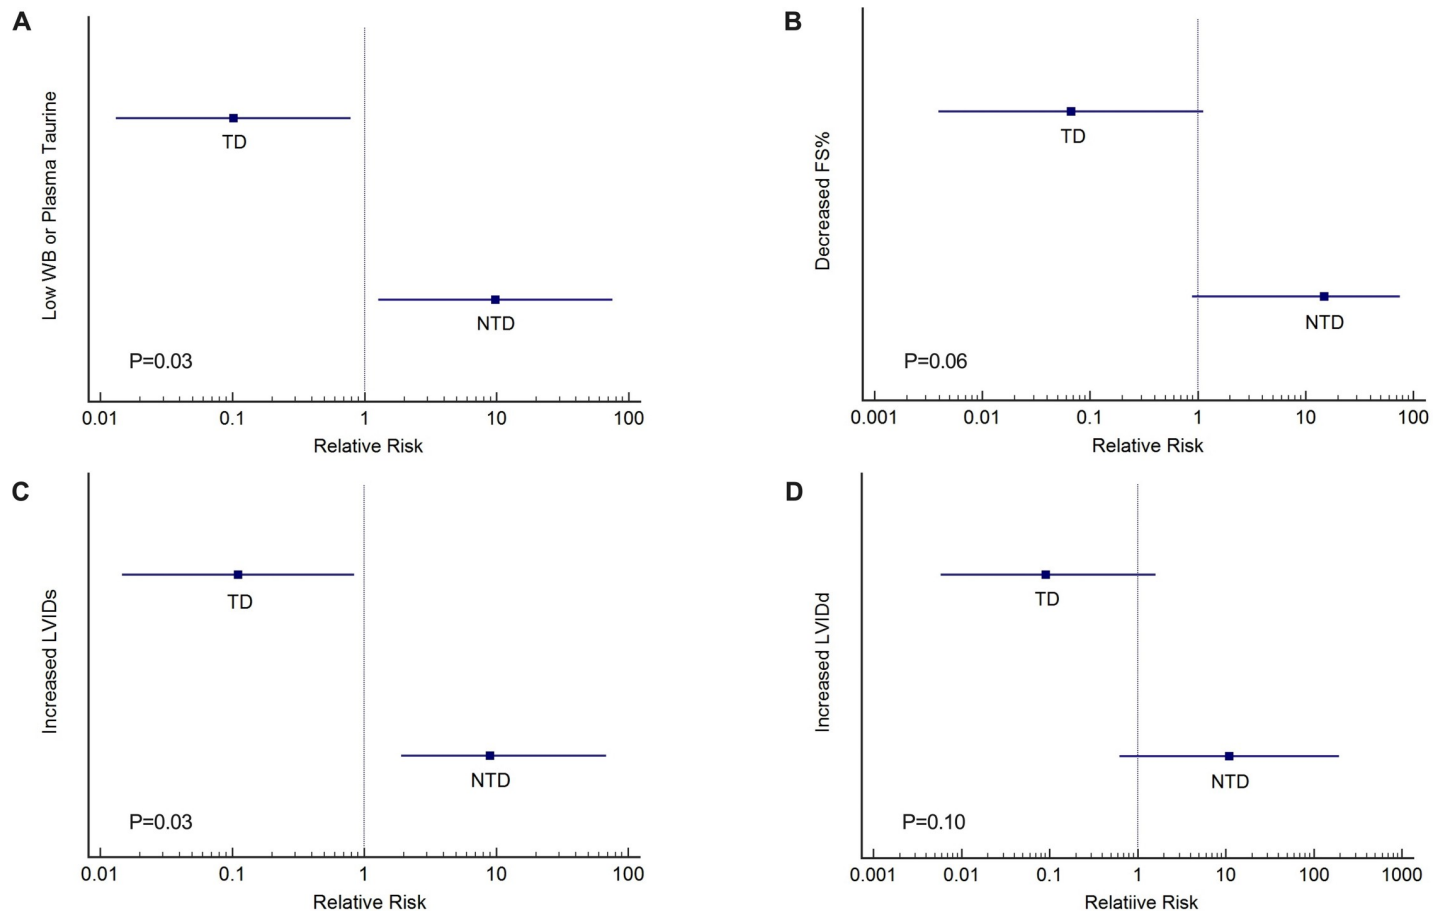 A
Low WB or Plasma Taurine
TD
NTD
P=0.03
0.01 0.1 1 10 100
Relative Risk
B
Decreased FS%
TD
NTD
P=0.06
0.001 0.01 0.1 1 10 100
Relative Risk
C
Increased LVIDs
TD
NTD
P=0.03
0.01 0.1 1 10 100
Relative Risk
D
Increased LVIDd
TD
NTD
P=0.10
0.001 0.01 0.1 1 10 100 1000
Relatiive Risk